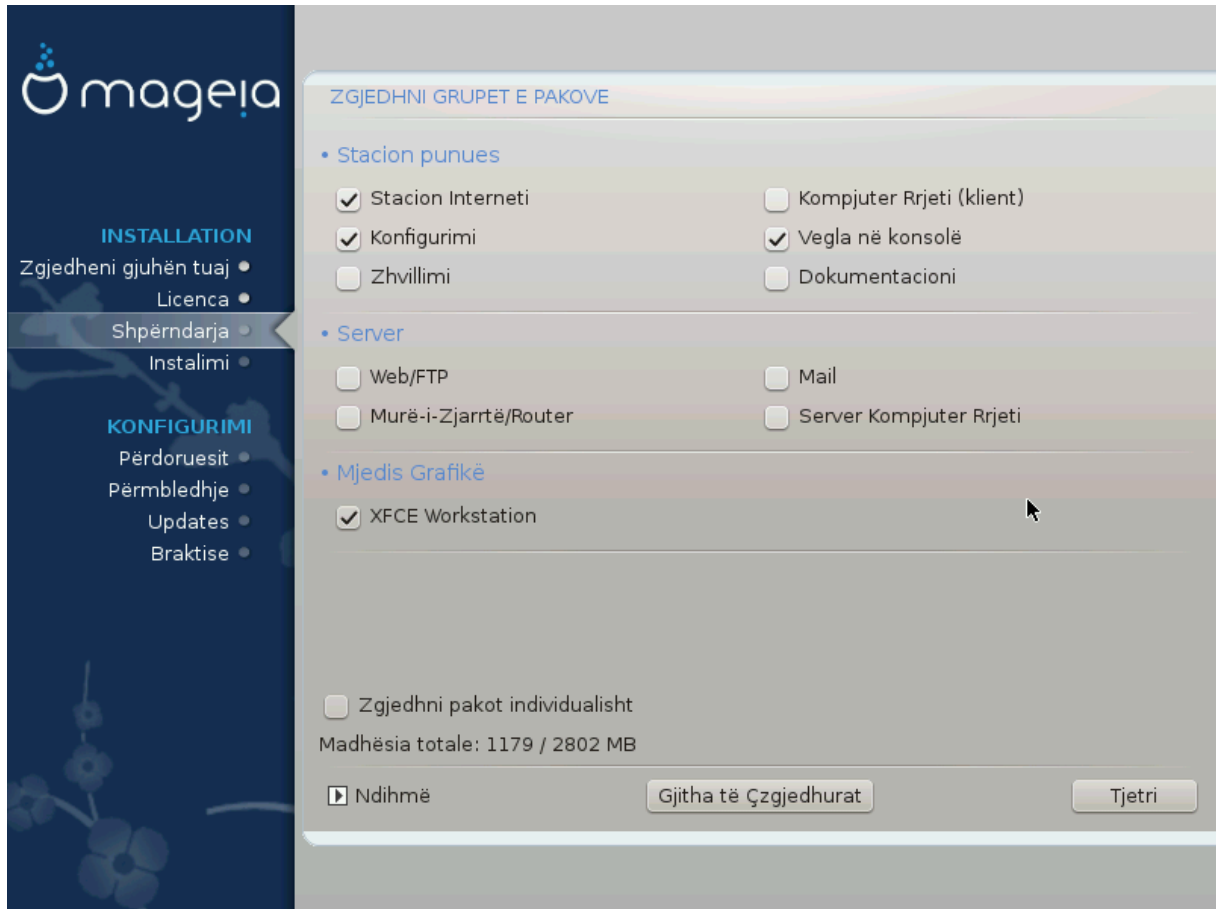 mageia
INSTALLATION
Zgjedheni gjuhën tuaj
Licenca
Shpërndarja
Instalimi
KONFIGURIMI
Përdoruesit
Përmbledhje
Updates
Braktise
ZGJEDHNI GRUPET E PAKOVE
• Stacion punues
Stacion Interneti
Kompjuter Rrjeti (klient)
Konfigurimi
Vegla në konsolë
Zhvillimi
Dokumentacioni
• Server
Web/FTP
Mail
Murë-i-Zjarrtë/Router
Server Kompjuter Rrjeti
• Mjedis Grafikë
XFCE Workstation
Zgjedhni pakot individualisht
Madhësia totale: 1179 / 2802 MB
Ndihmë
Gjitha të Çzgjedhurat
Tjetri